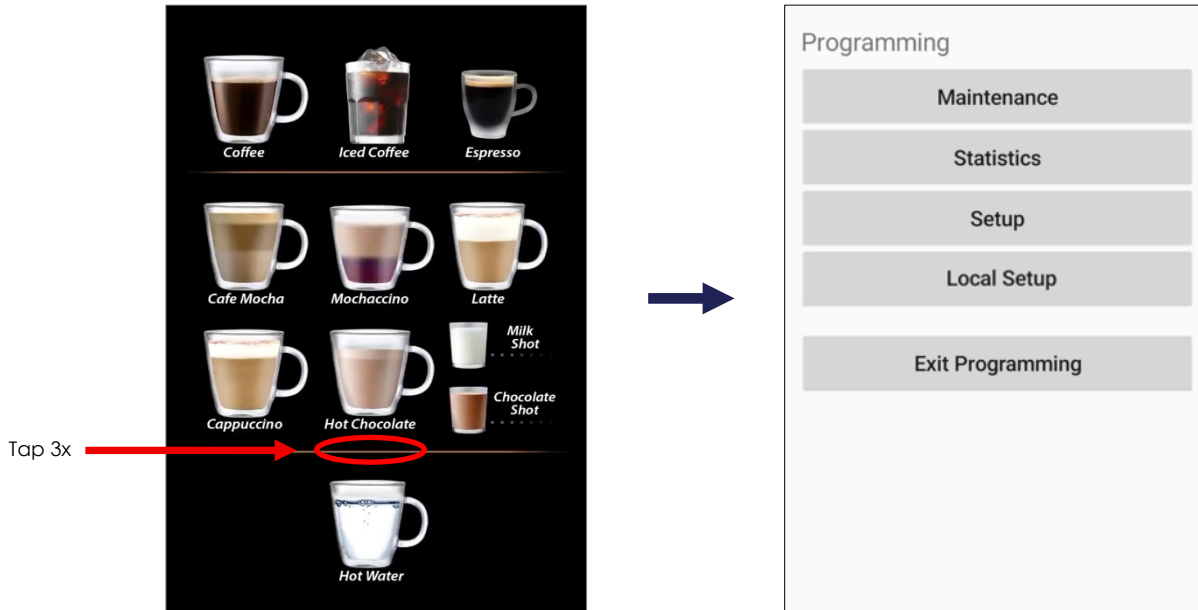 Coffee
Iced Coffee
Espresso
Cafe Mocha
Mochaccino
Latte
Milk
Shot
Chocolate
Shot
Cappuccino
Hot Chocolate
Tap 3x
Hot Water
Programming
Maintenance
Statistics
Setup
Local Setup
Exit Programming